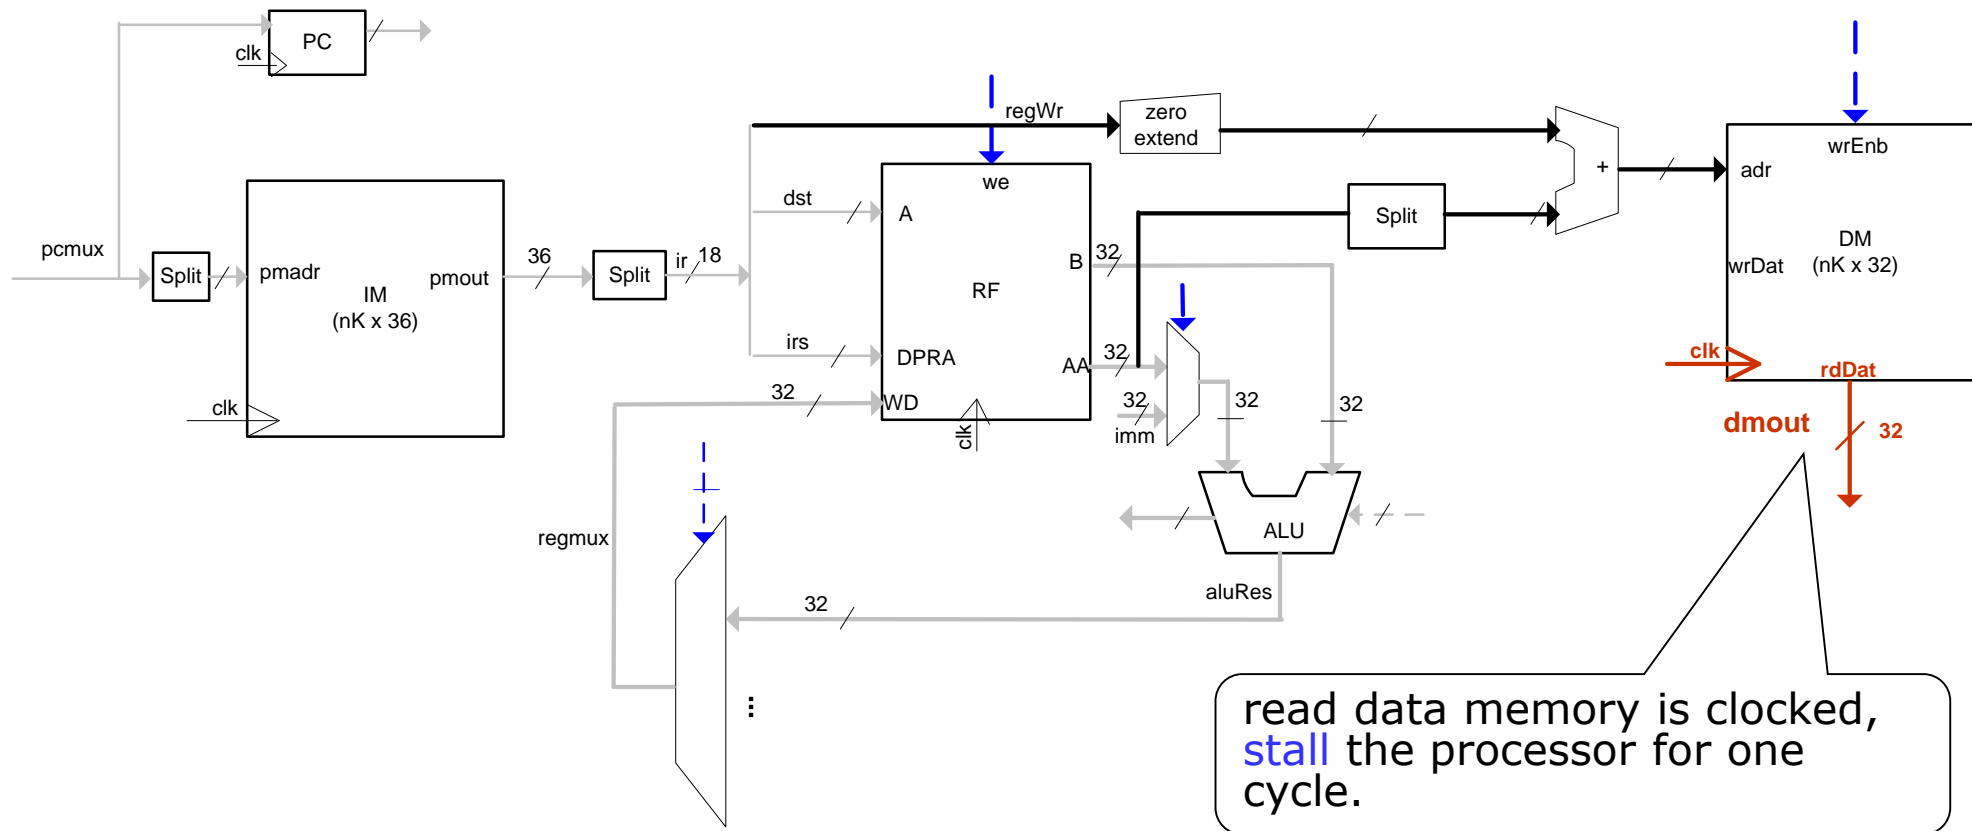 PC
clk
regWr
zero
extend
wrEnb
adr
+
we
dst
A
Split
pcmux
Split
pmadr
pmout
36
Split
ir
18
B
32
DM
(nK x 32)
wrDat
IM
(nK x 36)
RF
irs
DPRA
AA
32
clk
rdDat
32
WD
32
imm
32
32
clk
clk
dmout
32
regmux
ALU
aluRes
32
...
read data memory is clocked,
stall the processor for one
cycle.